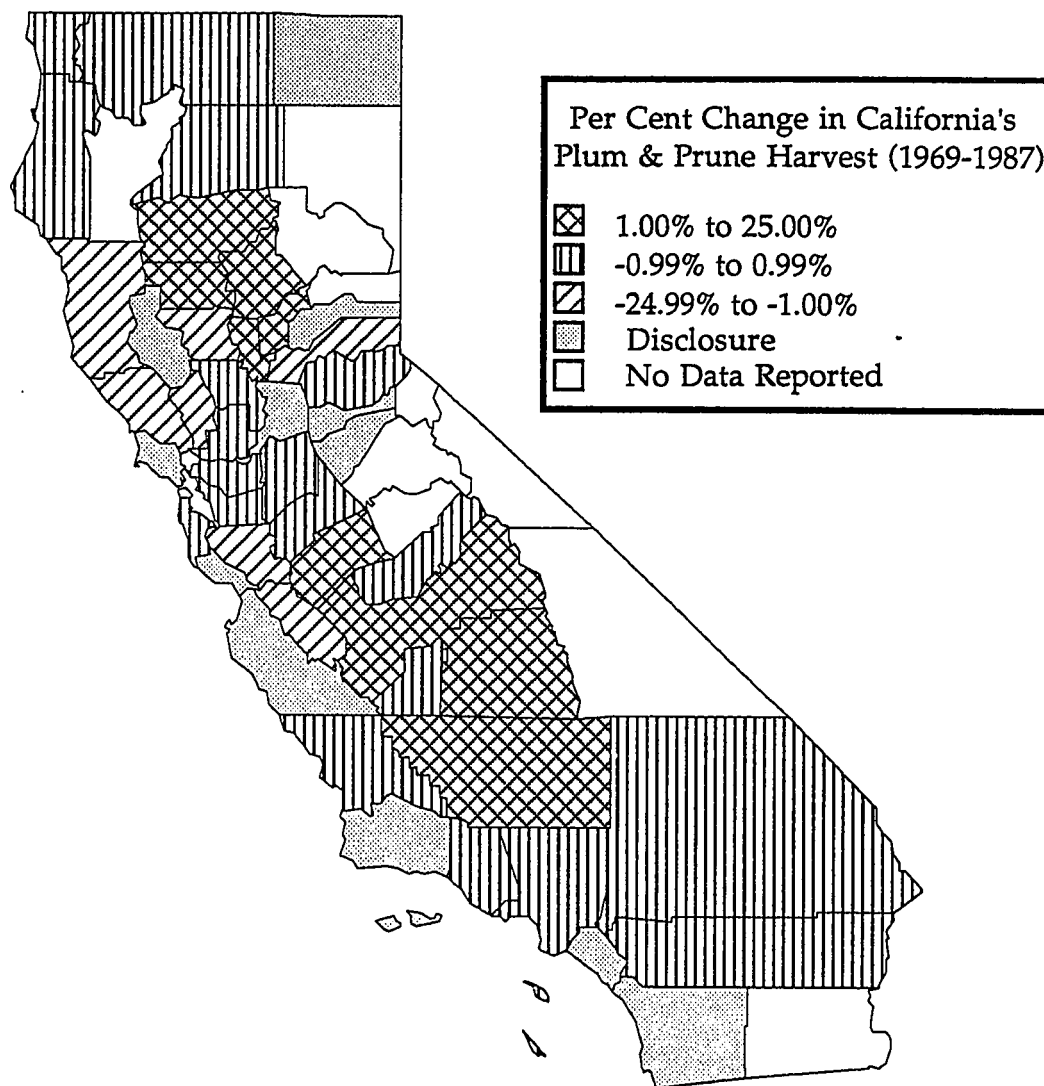 Per Cent Change in California's
Plum & Prune Harvest (1969-1987)
1.00% to 25.00%
-0.99% to 0.99%
-24.99% to -1.00%
Disclosure
No Data Reported